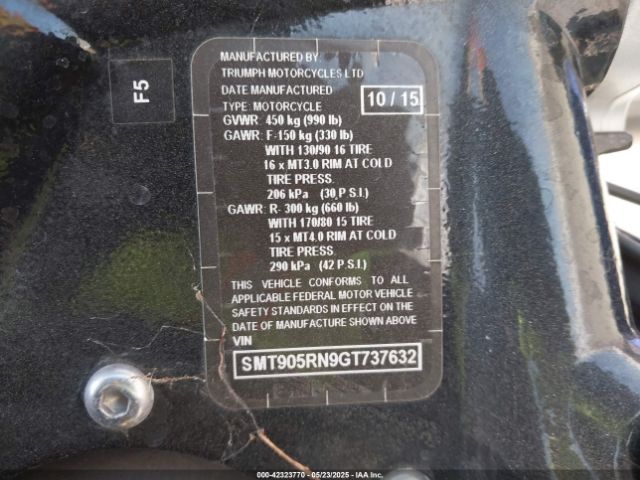 F5
MANUFACTURED BY:
TRIUMPH MOTORCYCLES LTD
DATE MANUFACTURED 10 / 15
TYPE: MOTORCYCLE
GVWR: 450 kg (990 lb)
GAWR: F-150 kg (330 lb)
WITH 130/90 16 TIRE
16 x MT3.0 RIM AT COLD
TIRE PRESS.
206 kPa (30 P.S.I.)
GAWR: R- 300 kg (660 lb)
WITH 170/80 15 TIRE
15 x MT4.0 RIM AT COLD
TIRE PRESS.
290 kPa (42 P.S.I.)
THIS VEHICLE CONFORMS TO ALL
APPLICABLE FEDERAL MOTOR VEHICLE
SAFETY STANDARDS IN EFFECT ON THE
DATE OF MANUFACTURE SHOWN ABOVE
VIN
SMT905RN9GT737632
000-42323770 - 05/23/2025 - IAA Inc.